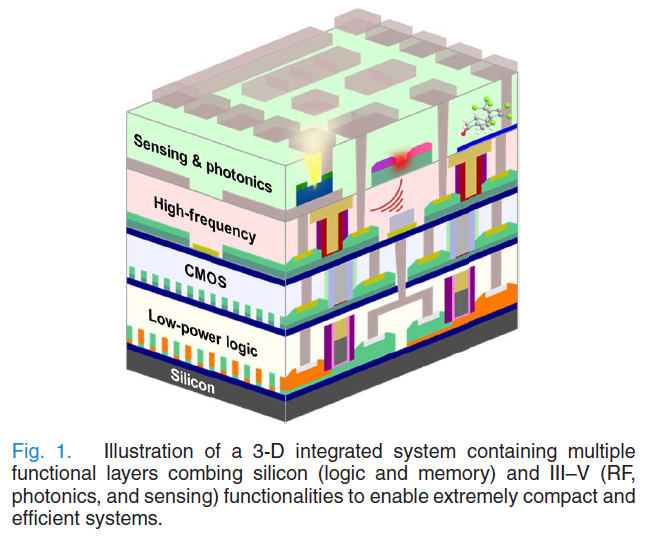 Sensing & photonics
High-frequency
CMOS
Low-power logic
Silicon
Fig. 1. Illustration of a 3-D integrated system containing multiple
functional layers combing silicon (logic and memory) and III–V (RF,
photonics, and sensing) functionalities to enable extremely compact and
efficient systems.